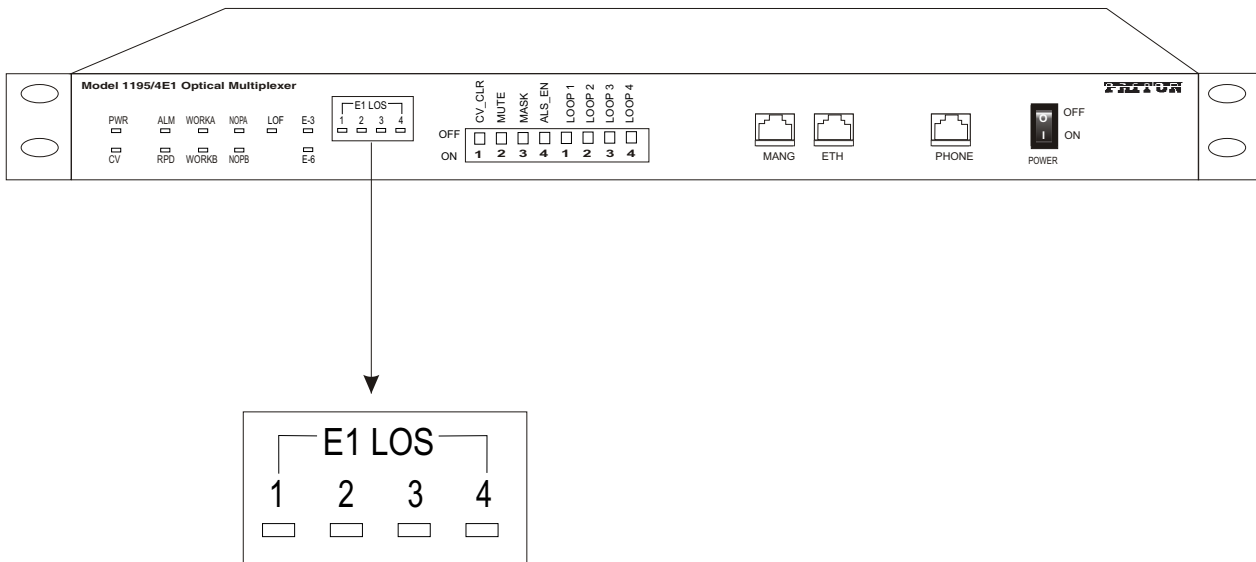 Model 1195/4E1 Optical Multiplexer
PATTON
PWR ALM WORKA NOPA LOF E-3
CV RPD WORKB NOPB E-6
E1 LOS
1 2 3 4
CV_CLR
MUTE
MASK
ALS_EN
LOOP 1
LOOP 2
LOOP 3
LOOP 4
OFF
ON
1 2 3 4 1 2 3 4
MANG
ETH
PHONE
O
I
OFF
ON
POWER
E1 LOS
1 2 3 4